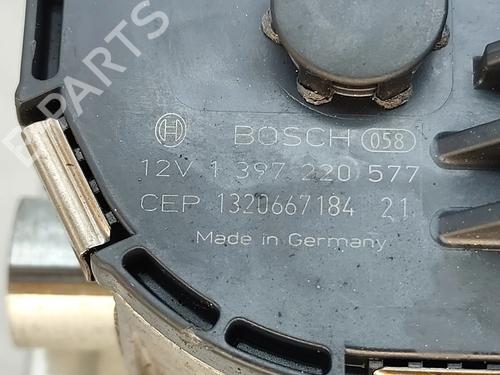 B-PARTS
BOSCH 058
12V 1 397 220 577
CEP 1320667184 21
Made in Germany